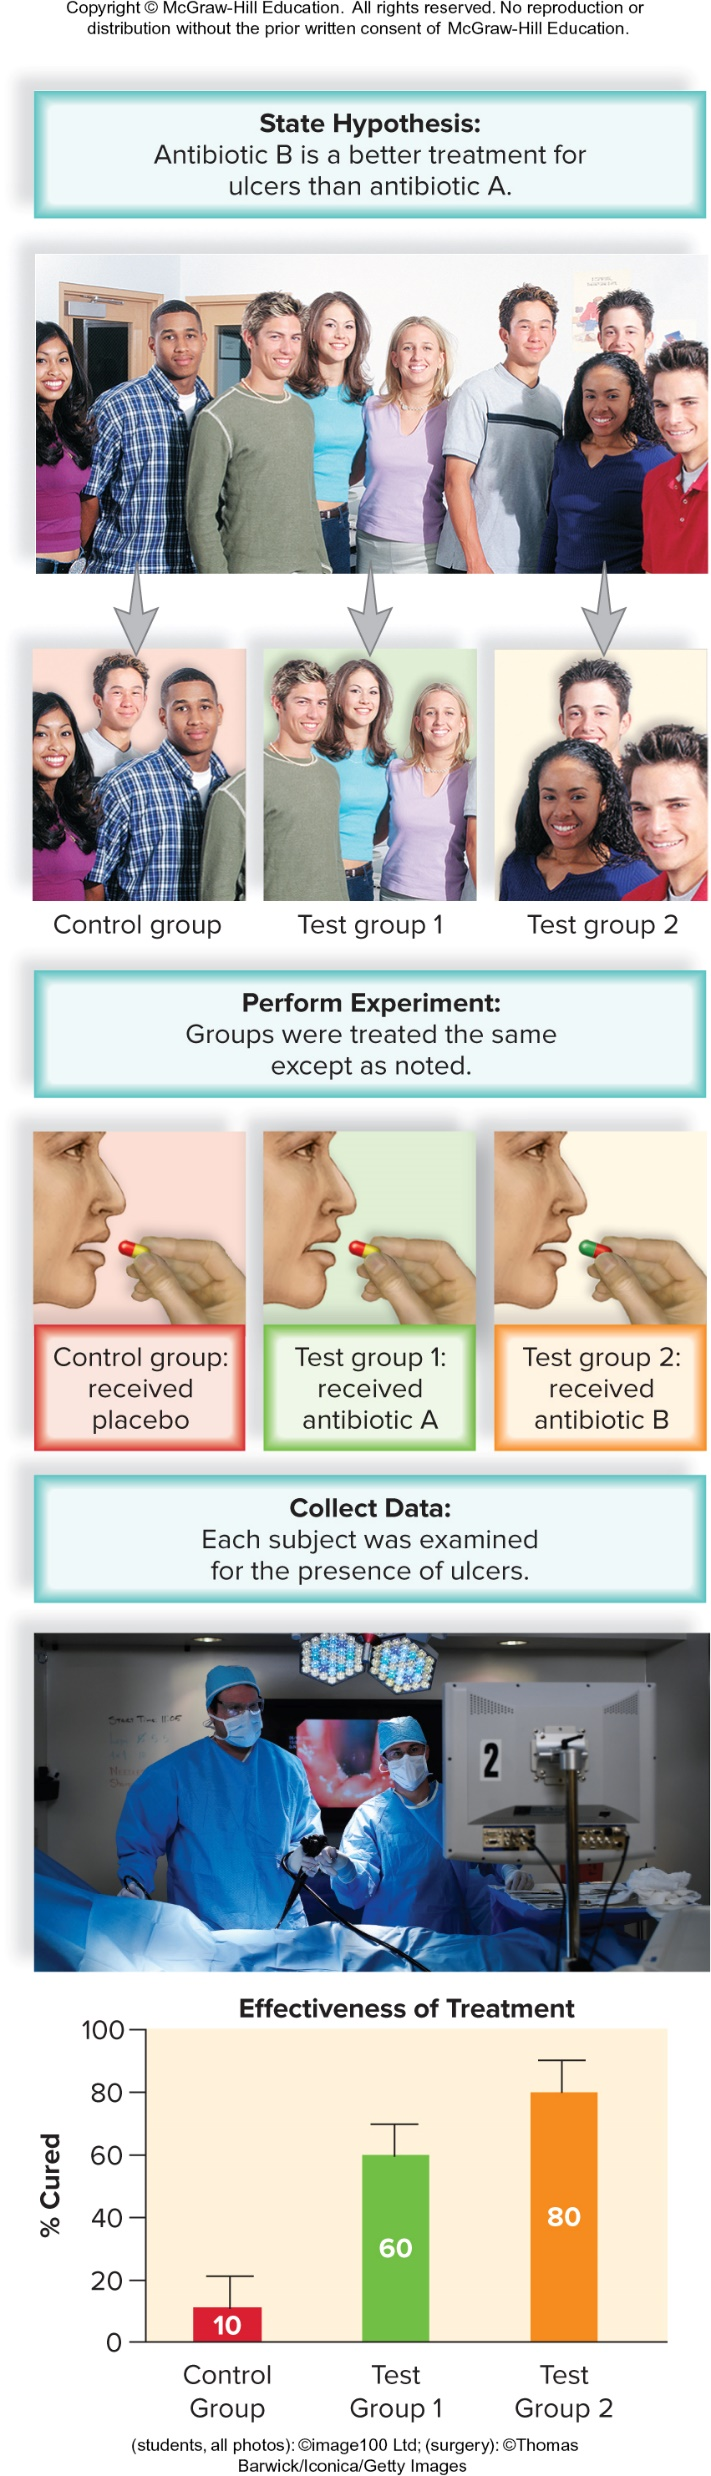 Copyright © McGraw-Hill Education. All rights reserved. No reproduction or
distribution without the prior written consent of McGraw-Hill Education.
State Hypothesis:
Antibiotic B is a better treatment for
ulcers than antibiotic A.
Control group
Test group 1
Test group 2
Perform Experiment:
Groups were treated the same
except as noted.
Control group:
received
placebo
Test group 1:
received
antibiotic A
Test group 2:
received
antibiotic B
Collect Data:
Each subject was examined
for the presence of ulcers.
2
Effectiveness of Treatment
% Cured
100
80
60
40
20
0
10
60
80
Control
Group
Test
Group 1
Test
Group 2
(students, all photos): ©image100 Ltd; (surgery): ©Thomas
Barwick/Iconica/Getty Images